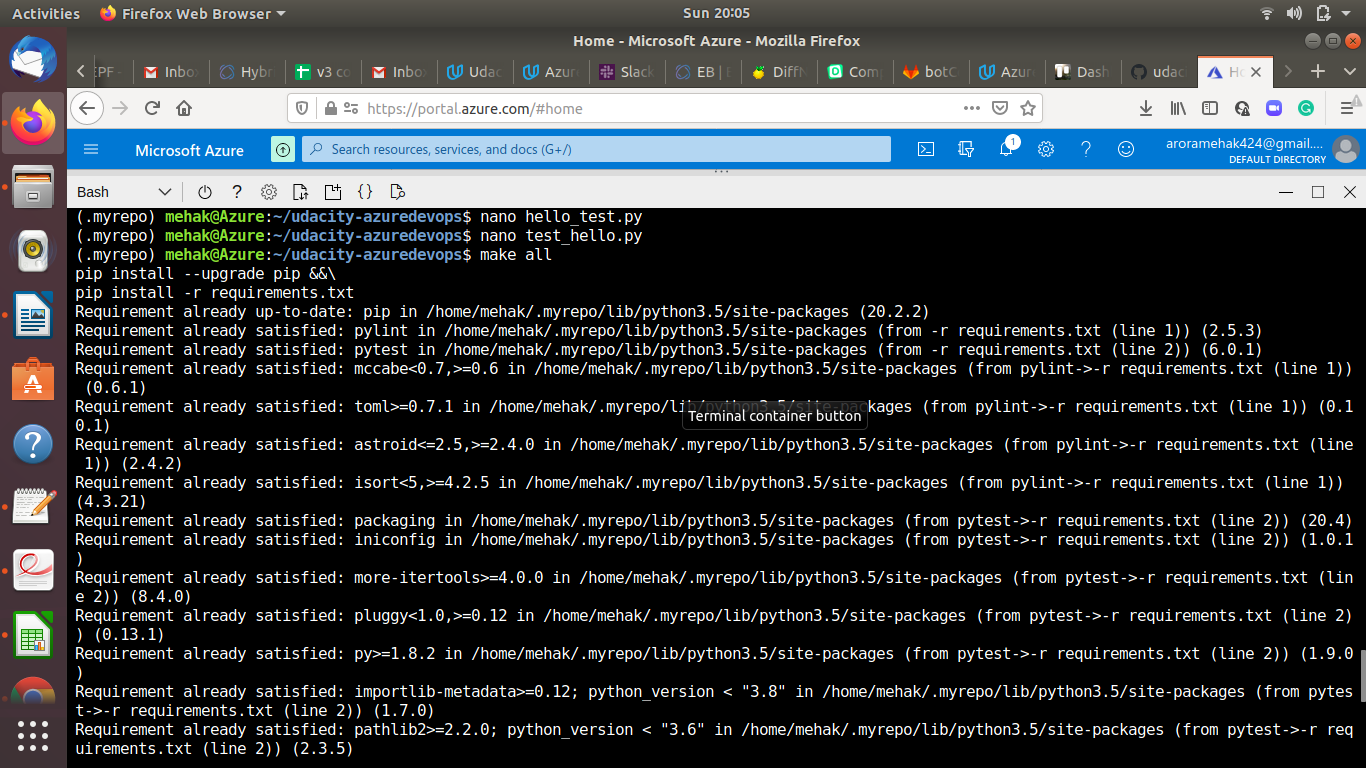 Activities Firefox Web Browser Sun 20:05
Home - Microsoft Azure - Mozilla Firefox
EPF - Inbo Hybr v3 co Inbo Udac Azur Slack EB | E DiffN Com botC Azur Dash udac Ho
https://portal.azure.com/#home
Microsoft Azure Search resources, services, and docs (G+/) 1 aroramehak424@gmail....
DEFAULT DIRECTORY
Bash
(.myrepo) mehak@Azure:~/udacity-azuredevops$ nano hello_test.py
(.myrepo) mehak@Azure:~/udacity-azuredevops$ nano test_hello.py
(.myrepo) mehak@Azure:~/udacity-azuredevops$ make all
pip install --upgrade pip &&\
pip install -r requirements.txt
Requirement already up-to-date: pip in /home/mehak/.myrepo/lib/python3.5/site-packages (20.2.2)
Requirement already satisfied: pylint in /home/mehak/.myrepo/lib/python3.5/site-packages (from -r requirements.txt (line 1)) (2.5.3)
Requirement already satisfied: pytest in /home/mehak/.myrepo/lib/python3.5/site-packages (from -r requirements.txt (line 2)) (6.0.1)
Requirement already satisfied: mccabe<0.7,>=0.6 in /home/mehak/.myrepo/lib/python3.5/site-packages (from pylint->-r requirements.txt (line 1))
(0.6.1)
Requirement already satisfied: toml>=0.7.1 in /home/mehak/.myrepo/lib/python3.5/site-packages (from pylint->-r requirements.txt (line 1)) (0.1
0.1)
Terminal container button
Requirement already satisfied: astroid<=2.5,>=2.4.0 in /home/mehak/.myrepo/lib/python3.5/site-packages (from pylint->-r requirements.txt (line
1)) (2.4.2)
Requirement already satisfied: isort<5,>=4.2.5 in /home/mehak/.myrepo/lib/python3.5/site-packages (from pylint->-r requirements.txt (line 1))
(4.3.21)
Requirement already satisfied: packaging in /home/mehak/.myrepo/lib/python3.5/site-packages (from pytest->-r requirements.txt (line 2)) (20.4)
Requirement already satisfied: iniconfig in /home/mehak/.myrepo/lib/python3.5/site-packages (from pytest->-r requirements.txt (line 2)) (1.0.1
)
Requirement already satisfied: more-itertools>=4.0.0 in /home/mehak/.myrepo/lib/python3.5/site-packages (from pytest->-r requirements.txt (lin
e 2)) (8.4.0)
Requirement already satisfied: pluggy<1.0,>=0.12 in /home/mehak/.myrepo/lib/python3.5/site-packages (from pytest->-r requirements.txt (line 2)
) (0.13.1)
Requirement already satisfied: py>=1.8.2 in /home/mehak/.myrepo/lib/python3.5/site-packages (from pytest->-r requirements.txt (line 2)) (1.9.0
)
Requirement already satisfied: importlib-metadata>=0.12; python_version < "3.8" in /home/mehak/.myrepo/lib/python3.5/site-packages (from pytes
t->-r requirements.txt (line 2)) (1.7.0)
Requirement already satisfied: pathlib2>=2.2.0; python_version < "3.6" in /home/mehak/.myrepo/lib/python3.5/site-packages (from pytest->-r req
uirements.txt (line 2)) (2.3.5)